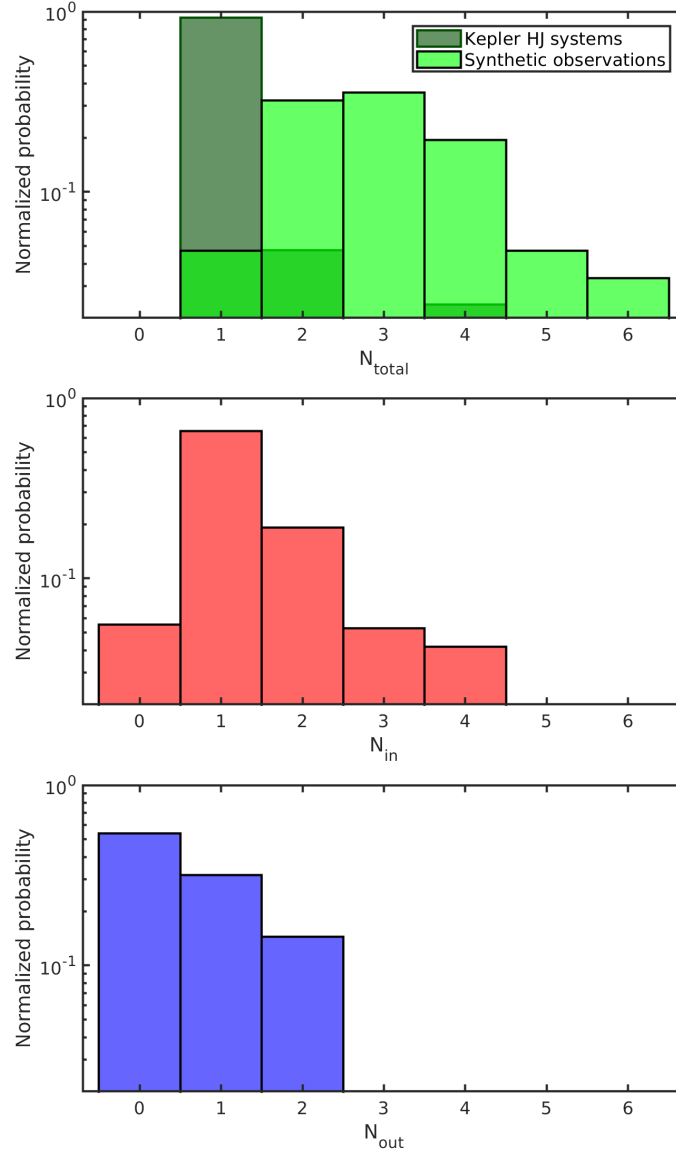 10^0
10^-1
Normalized probability
Kepler HJ systems
Synthetic observations
0 1 2 3 4 5 6
N_total
10^0
10^-1
Normalized probability
0 1 2 3 4 5 6
N_in
10^0
10^-1
Normalized probability
0 1 2 3 4 5 6
N_out